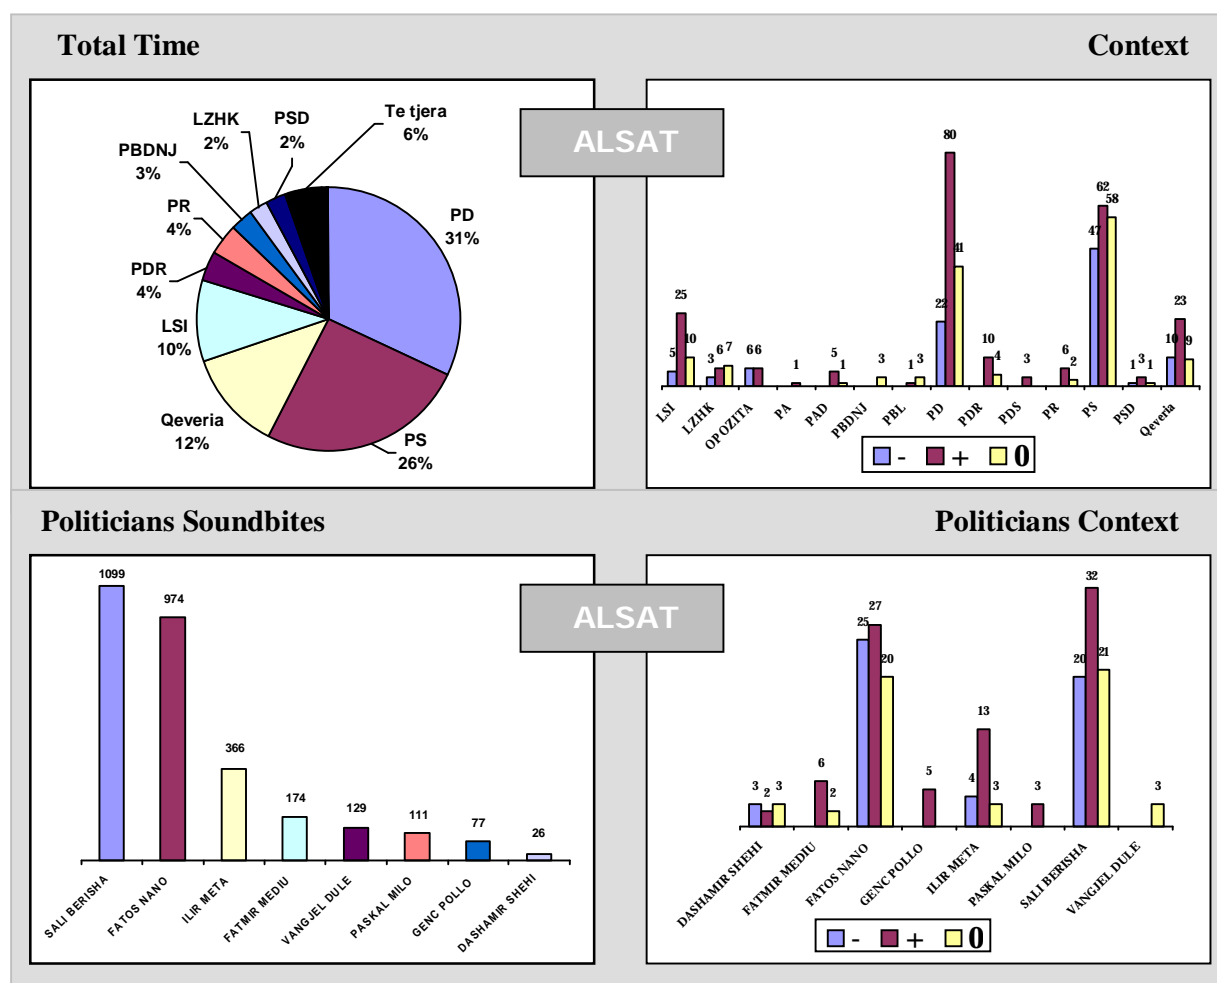 Total Time
Context
ALSAT
LZHK
2%
PSD
2%
Te tjera
6%
PBDNJ
3%
PR
4%
PDR
4%
LSI
10%
Qeveria
12%
PS
26%
PD
31%
5 25 10
3 6 7
6 6
1
5 1
3
1 3
22 80 41
10 4
3
6 2
47 62 58
1 3 1
10 23 9
LSI
LZHK
OPOZITA
PA
PAD
PBDNJ
PBL
PD
PDR
PDS
PR
PS
PSD
Qeveria
- + 0
Politicians Soundbites
Politicians Context
ALSAT
1099
974
366
174
129
111
77
26
SALI BERISHA
FATOS NANO
ILIR META
FATMIR MEDIU
VANGJEL DULE
PASKAL MILO
GENC POLLO
DASHAMIR SHEHI
3 2 3
6 2
25 27 20
5
4 13 3
3
20 32 21
3
DASHAMIR SHEHI
FATMIR MEDIU
FATOS NANO
GENC POLLO
ILIR META
PASKAL MILO
SALI BERISHA
VANGJEL DULE
- + 0